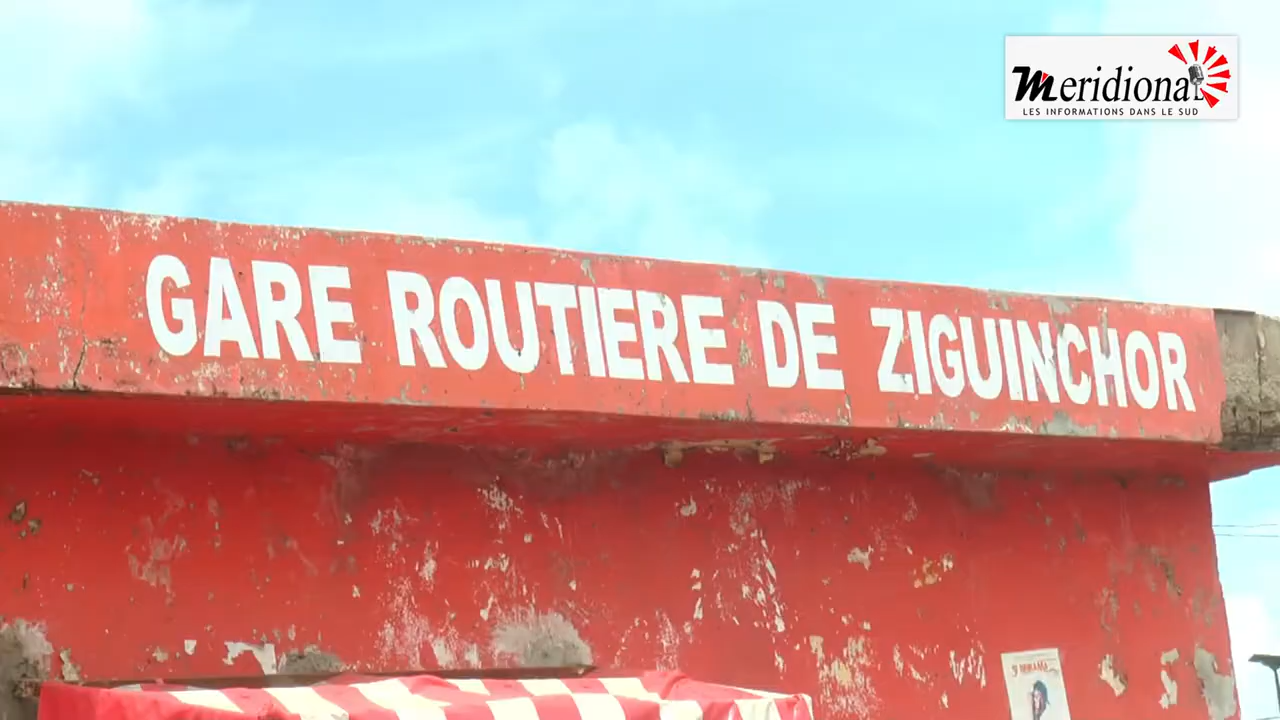 Meridional
LES INFORMATIONS DANS LE SUD
GARE ROUTIERE DE ZIGUINCHOR